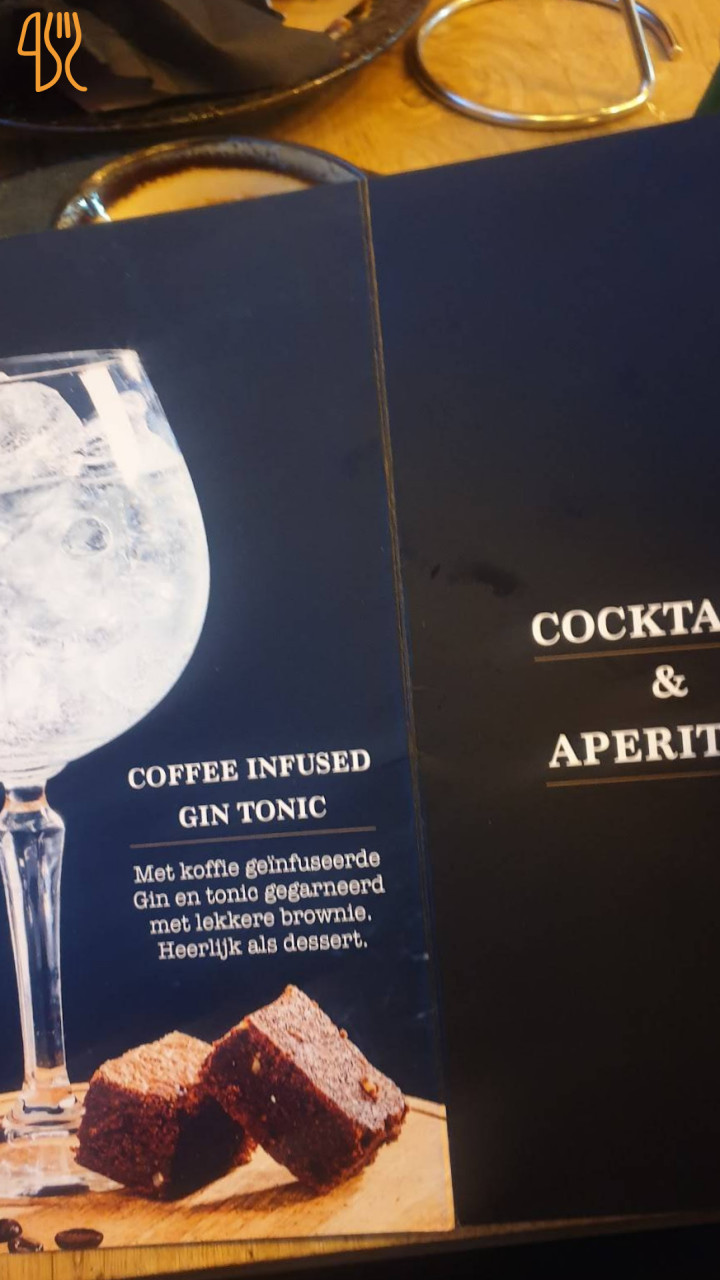 COFFEE INFUSED
GIN TONIC
Met koffie geïnfuseerde
Gin en tonic gegarneerd
met lekkere brownie.
Heerlijk als dessert.
COCKTA
&
APERIT